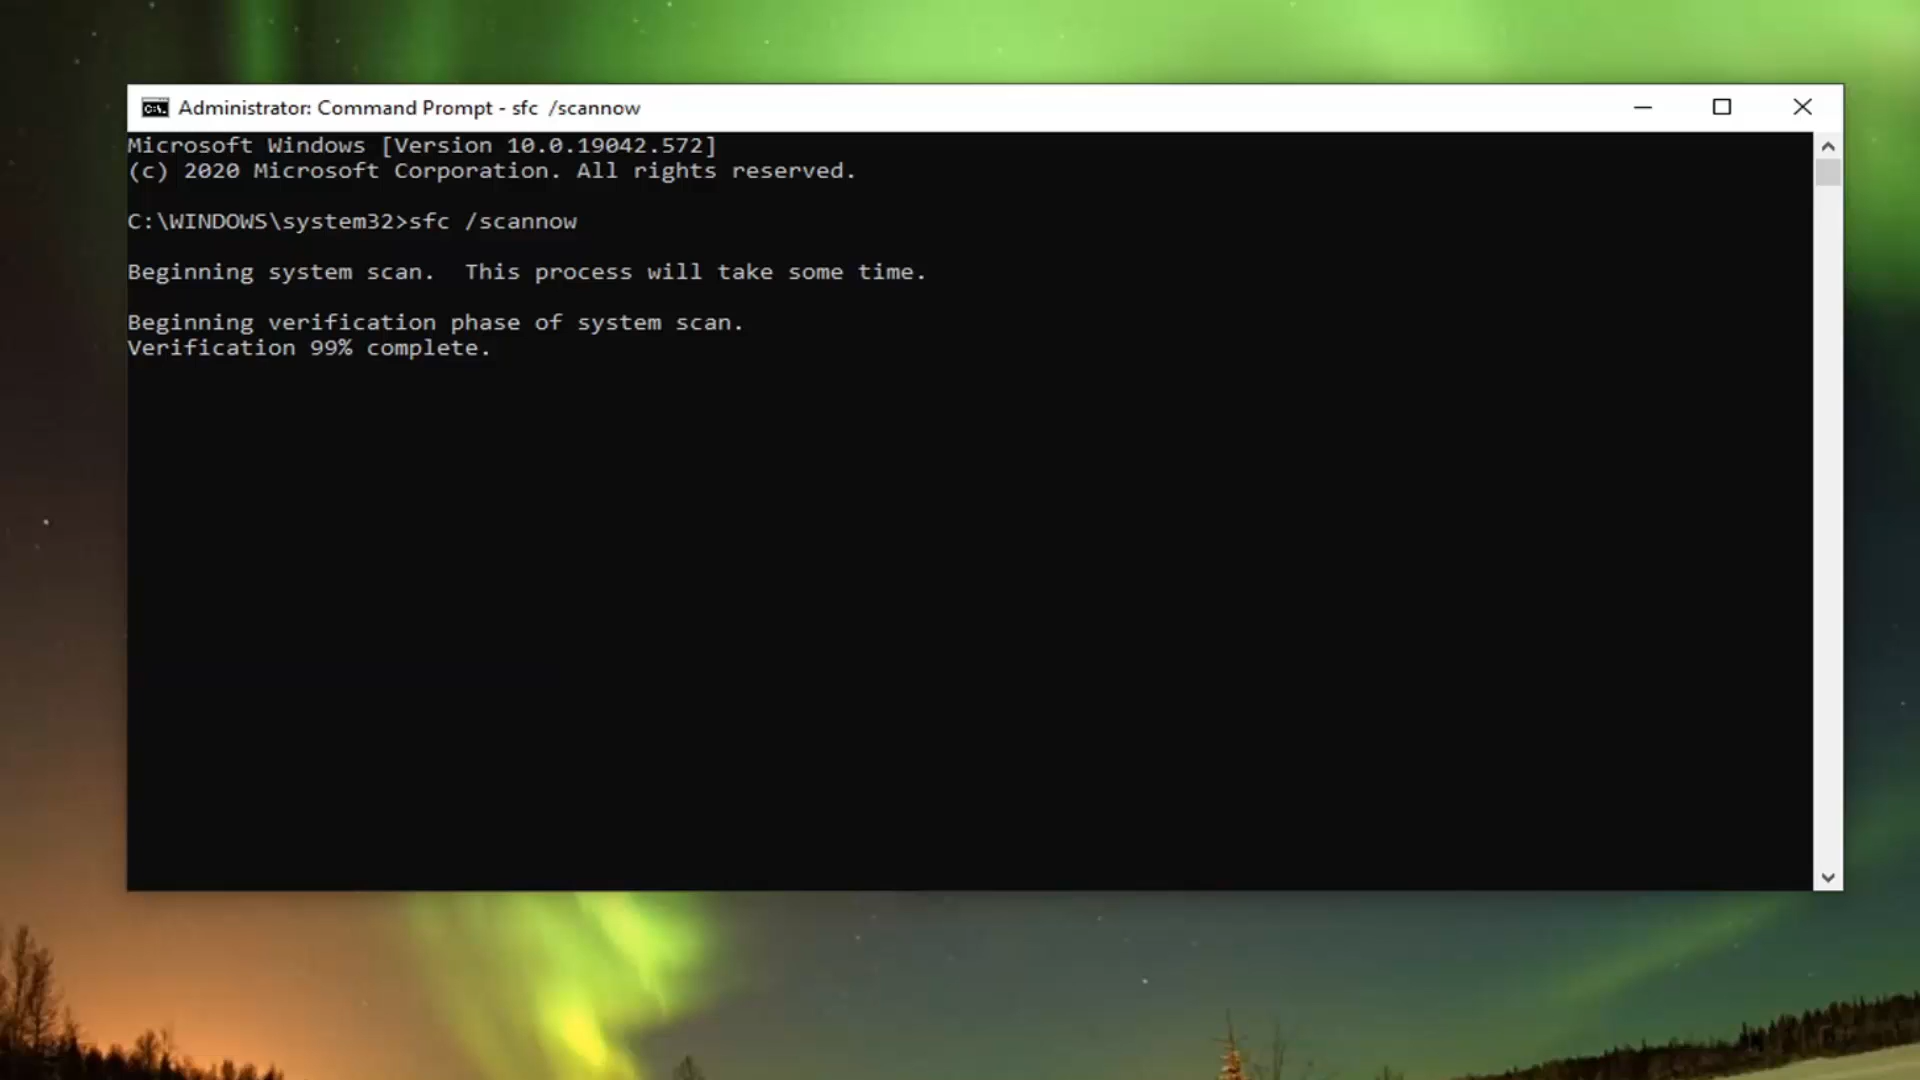 Administrator: Command Prompt - sfc  /scannow
Microsoft Windows [Version 10.0.19042.572]
(c) 2020 Microsoft Corporation. All rights reserved.
C:\WINDOWS\system32>sfc /scannow
Beginning system scan.  This process will take some time.
Beginning verification phase of system scan.
Verification 99% complete.